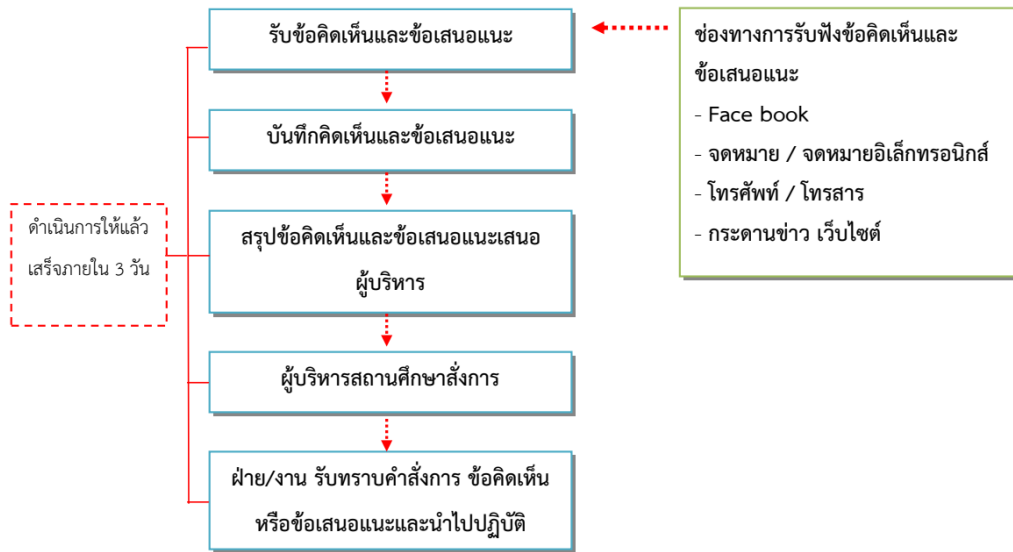 รับข้อคิดเห็นและข้อเสนอแนะ
บันทึกคิดเห็นและข้อเสนอแนะ
สรุปข้อคิดเห็นและข้อเสนอแนะเสนอ
ผู้บริหาร
ผู้บริหารสถานศึกษาสั่งการ
ฝ่าย/งาน รับทราบคำสั่งการ ข้อคิดเห็น
หรือข้อเสนอแนะและนำไปปฏิบัติ
ดำเนินการให้แล้ว
เสร็จภายใน 3 วัน
ช่องทางการรับฟังข้อคิดเห็นและ
ข้อเสนอแนะ
- Face book
- จดหมาย / จดหมายอิเล็กทรอนิกส์
- โทรศัพท์ / โทรสาร
- กระดานข่าว เว็บไซต์